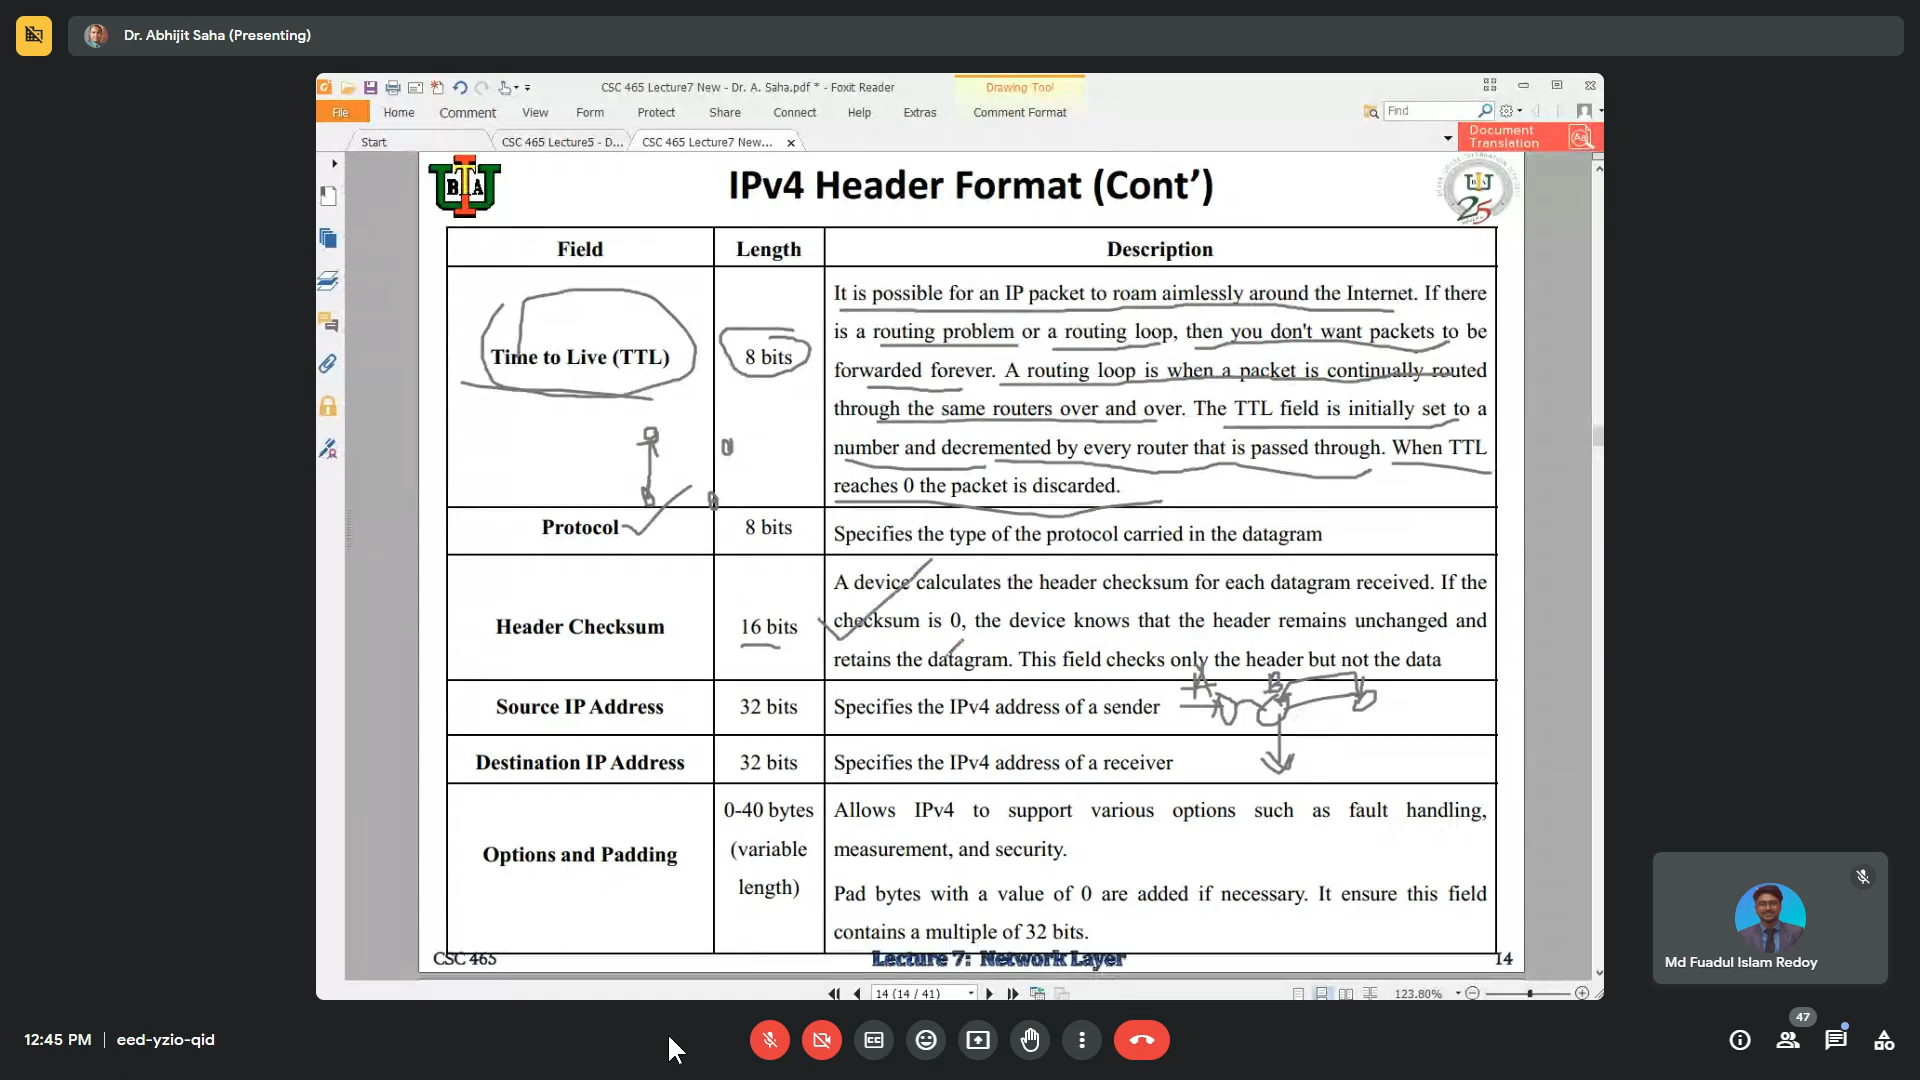 Dr. Abhijit Saha (Presenting)
CSC 465 Lecture7 New - Dr. A. Saha.pdf * - Foxit Reader
Drawing Tool
File Home Comment View Form Protect Share Connect Help Extras Comment Format
Find
Start CSC 465 Lecture5 - D... CSC 465 Lecture7 New...
Document
Translation
IUBAT
IPv4 Header Format (Cont’)
25
Field Length Description
Time to Live (TTL) 8 bits
It is possible for an IP packet to roam aimlessly around the Internet. If there
is a routing problem or a routing loop, then you don't want packets to be
forwarded forever. A routing loop is when a packet is continually routed
through the same routers over and over. The TTL field is initially set to a
number and decremented by every router that is passed through. When TTL
reaches 0 the packet is discarded.
Protocol 8 bits Specifies the type of the protocol carried in the datagram
Header Checksum 16 bits
A device calculates the header checksum for each datagram received. If the
checksum is 0, the device knows that the header remains unchanged and
retains the datagram. This field checks only the header but not the data
A B
Source IP Address 32 bits Specifies the IPv4 address of a sender
Destination IP Address 32 bits Specifies the IPv4 address of a receiver
Options and Padding
0-40 bytes
(variable
length)
Allows IPv4 to support various options such as fault handling,
measurement, and security.
Pad bytes with a value of 0 are added if necessary. It ensure this field
contains a multiple of 32 bits.
CSC 465 Lecture 7: Network Layer 14
14 (14 / 41) 123.80%
Md Fuadul Islam Redoy
12:45 PM eed-yzio-qid
47